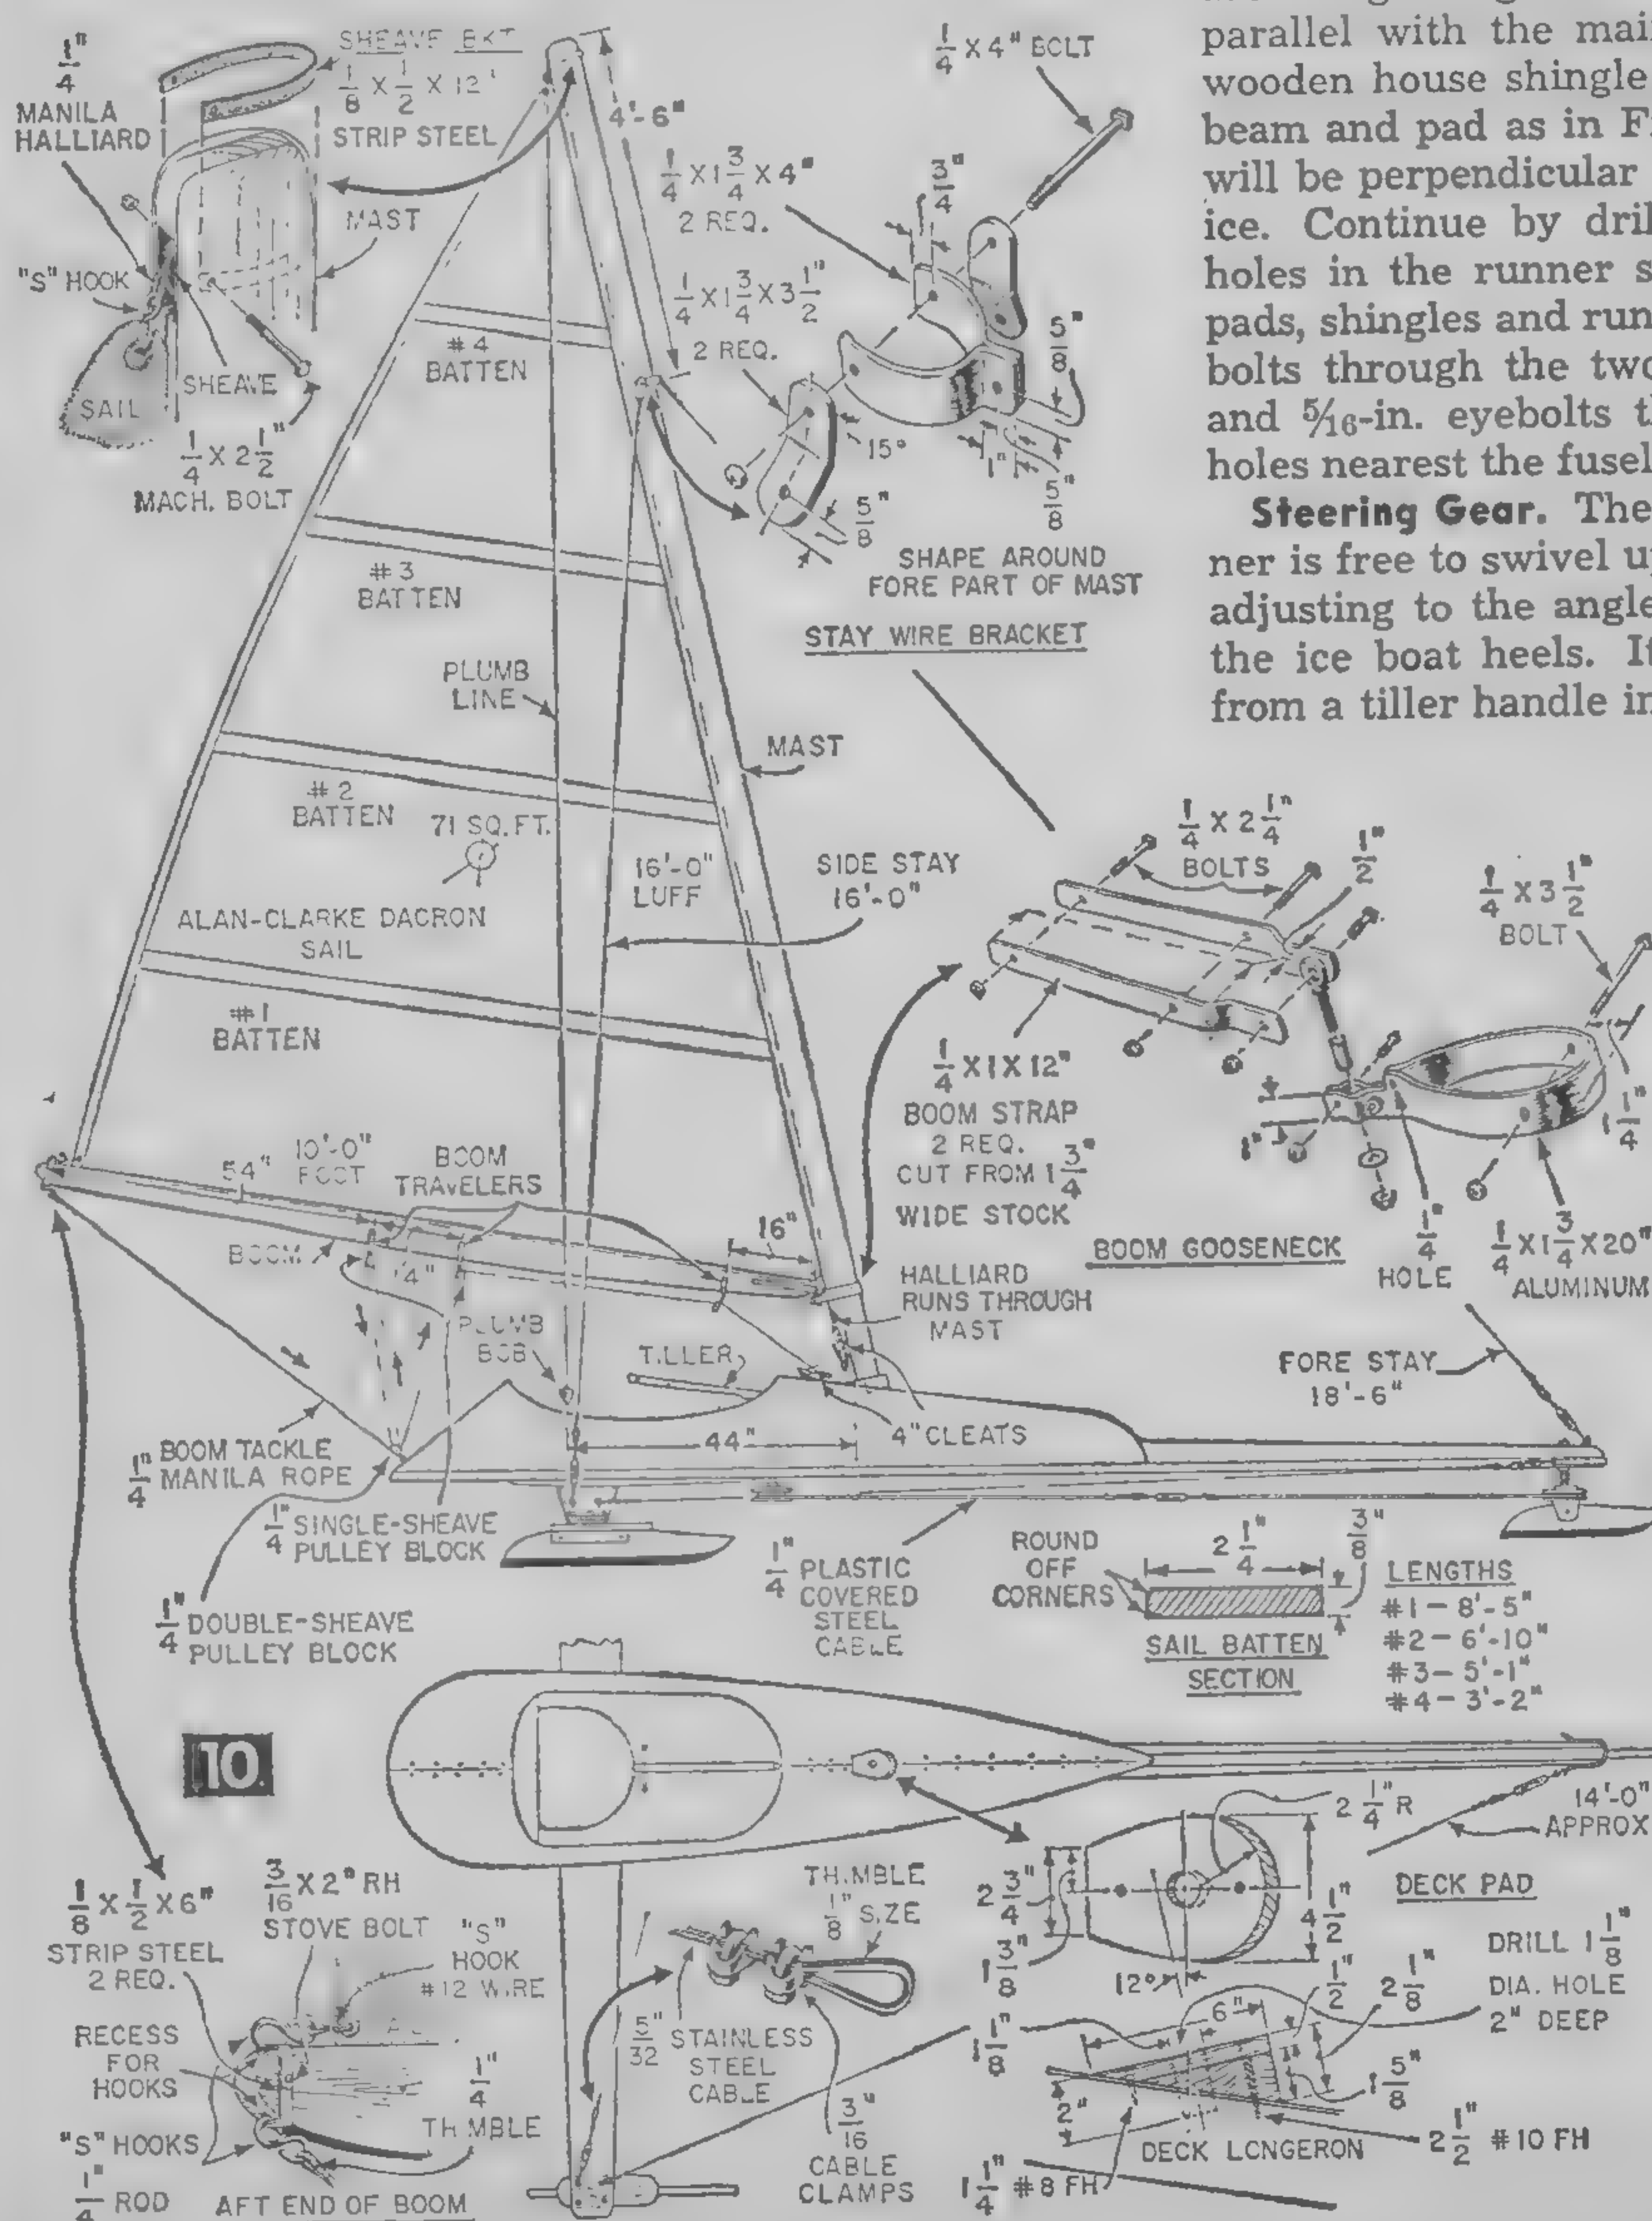 parallel with the main
wooden house shingle
beam and pad as in
will be perpendicular
ice. Continue by
holes in the runner
pads, shingles and
bolts through the
and 5/16-in. eyebolts
holes nearest the
Steering Gear. The
ner is free to swivel
adjusting to the angle
the ice boat heels.
from a tiller handle
1/4"
MANILA
HALLIARD
SHEAVE BKT
1/8 X 1/2 X 12"
STRIP STEEL
MAST
"S" HOOK
SHEAVE
SAIL
1/4 X 2 1/2"
MACH. BOLT
4'-6"
1/4 X 4" BOLT
1/4 X 1 3/4 X 4"
2 REQ.
3/4"
1/4 X 1 3/4 X 3 1/2"
2 REQ.
5/8"
15°
1"
5/8"
5/8"
SHAPE AROUND
FORE PART OF MAST
STAY WIRE BRACKET
#4
BATTEN
#3
BATTEN
PLUMB
LINE
MAST
#2
BATTEN
71 SQ.FT.
16'-0"
LUFF
SIDE STAY
16'-0"
ALAN-CLARKE DACRON
SAIL
#1
BATTEN
1/4 X 2 1/4"
BOLTS
1/2"
1/4 X 3 1/2"
BOLT
1/4 X 1 X 12"
BOOM STRAP
2 REQ.
CUT FROM 1 3/4"
WIDE STOCK
1"
1 1/4"
BOOM GOOSENECK
1/4"
HOLE
1/4 X 1 3/4 X 20"
ALUMINUM
54"
10'-0"
FOOT
BOOM
TRAVELERS
16"
BOOM
HALLIARD
RUNS THROUGH
MAST
PLUMB
BOB
TILLER
FORE STAY
18'-6"
44"
4" CLEATS
1/4" BOOM TACKLE
MANILA ROPE
1/4" SINGLE-SHEAVE
PULLEY BLOCK
1/4" DOUBLE-SHEAVE
PULLEY BLOCK
1/4" PLASTIC
COVERED
STEEL
CABLE
ROUND
OFF
CORNERS
2 1/4"
3/8"
SAIL BATTEN
SECTION
LENGTHS
#1 - 8'-5"
#2 - 6'-10"
#3 - 5'-1"
#4 - 3'-2"
10.
14'-0"
APPROX
2 1/4" R
DECK PAD
2 3/4"
1 3/8"
4 1/2"
12°
DRILL 1 1/8"
DIA. HOLE
2" DEEP
6"
1/2"
2 1/8"
1 1/8"
1 5/8"
2"
DECK LONGERON
2 1/2" #10 FH
1 1/4" #8 FH
1/8 X 1/2 X 6"
STRIP STEEL
2 REQ.
3/16 X 2" RH
STOVE BOLT
"S"
HOOK
#12 WIRE
RECESS
FOR
HOOKS
1/4"
THIMBLE
"S" HOOKS
1/4" ROD
AFT END OF BOOM
THIMBLE
1/8" SIZE
5/32" STAINLESS
STEEL
CABLE
3/16"
CABLE
CLAMPS